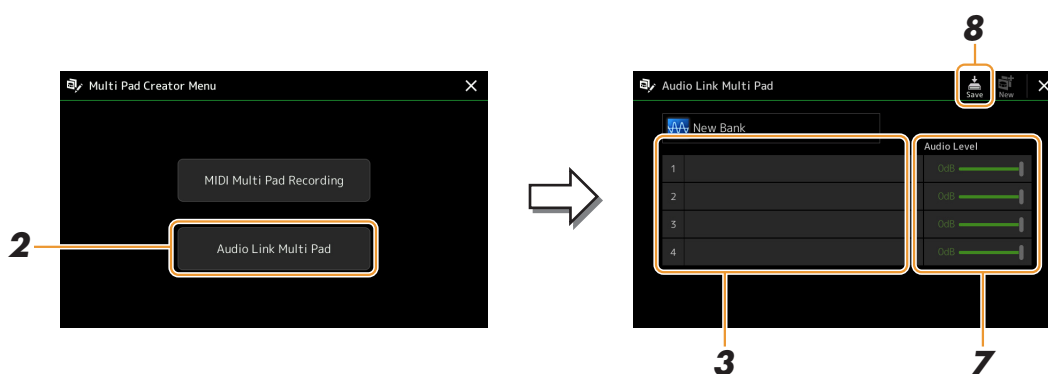 8
Multi Pad Creator Menu
MIDI Multi Pad Recording
2
Audio Link Multi Pad
Audio Link Multi Pad
Save
New
New Bank
Audio Level
1
0dB
2
0dB
3
0dB
4
0dB
3
7